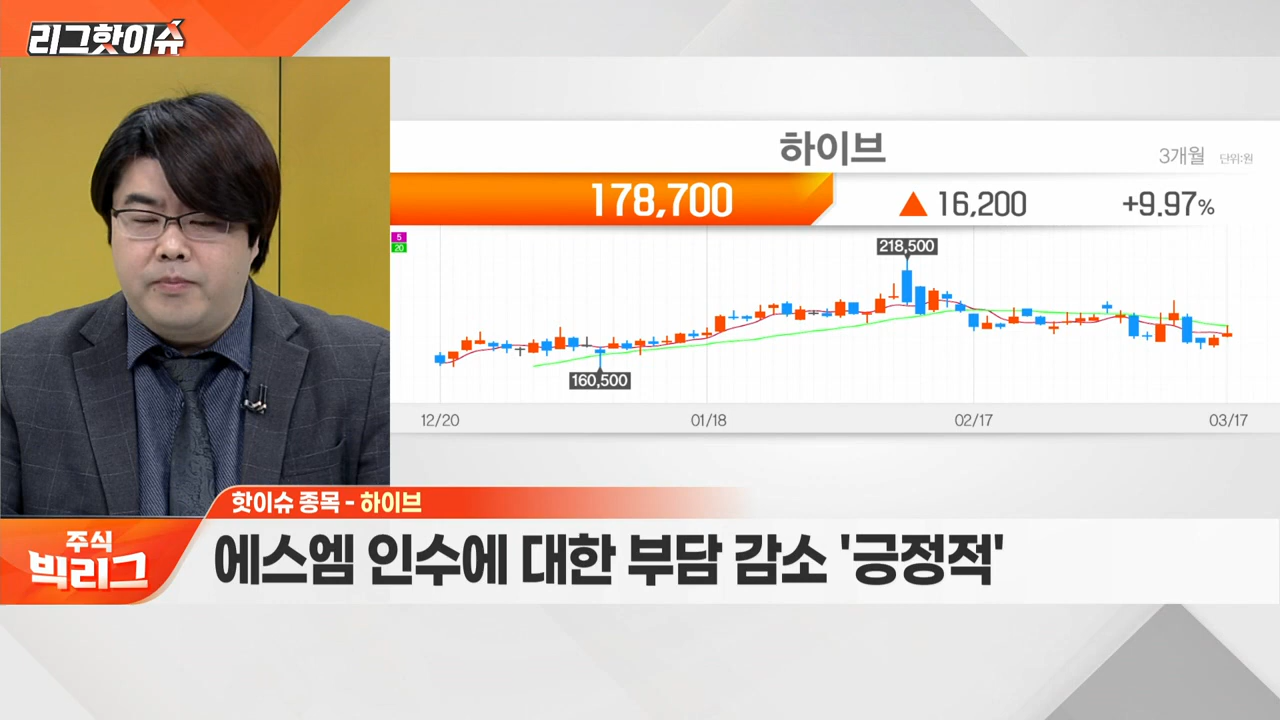 리그핫이슈
하이브
3개월 단위:원
178,700 ▲ 16,200 +9.97%
5
20
218,500
160,500
12/20 01/18 02/17 03/17
핫이슈 종목 - 하이브
주식
빅리그
에스엠 인수에 대한 부담 감소 '긍정적'